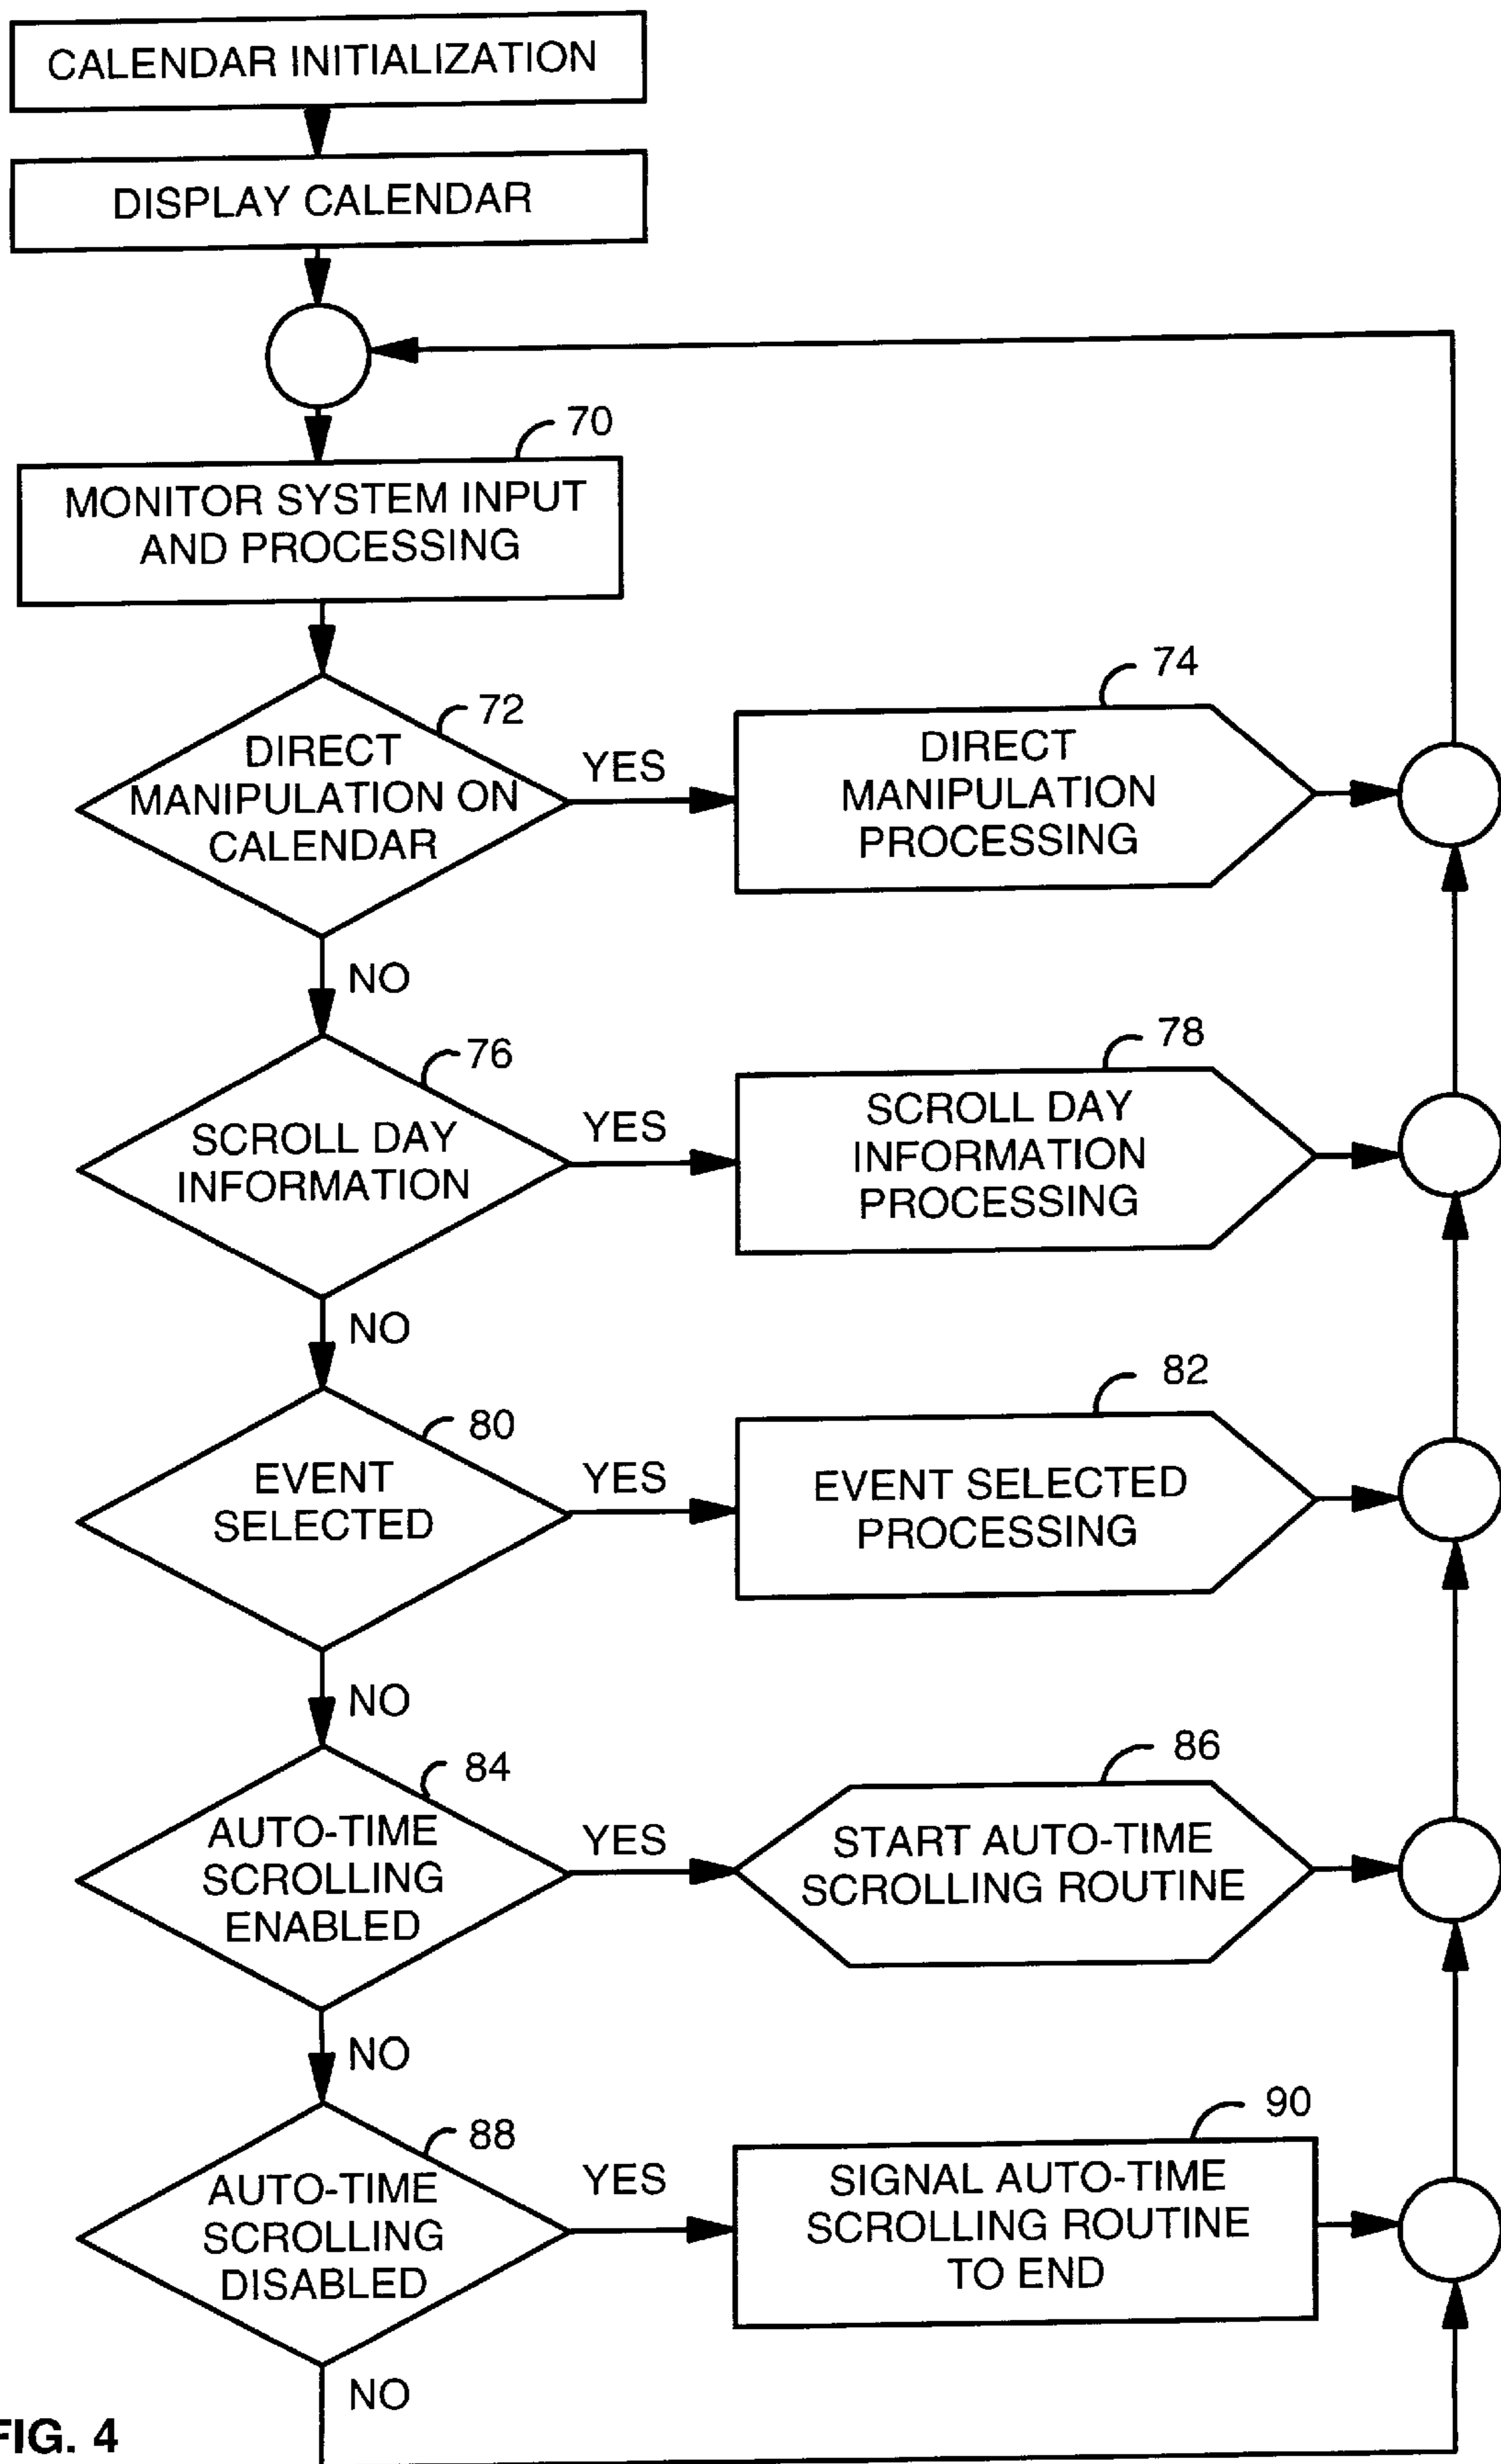 CALENDAR INITIALIZATION
DISPLAY CALENDAR
70
MONITOR SYSTEM INPUT
AND PROCESSING
72
DIRECT
MANIPULATION ON
CALENDAR
YES
74
DIRECT
MANIPULATION
PROCESSING
NO
76
SCROLL DAY
INFORMATION
YES
78
SCROLL DAY
INFORMATION
PROCESSING
NO
80
EVENT
SELECTED
YES
82
EVENT SELECTED
PROCESSING
NO
84
AUTO-TIME
SCROLLING
ENABLED
YES
86
START AUTO-TIME
SCROLLING ROUTINE
NO
88
AUTO-TIME
SCROLLING
DISABLED
YES
90
SIGNAL AUTO-TIME
SCROLLING ROUTINE
TO END
NO
FIG. 4